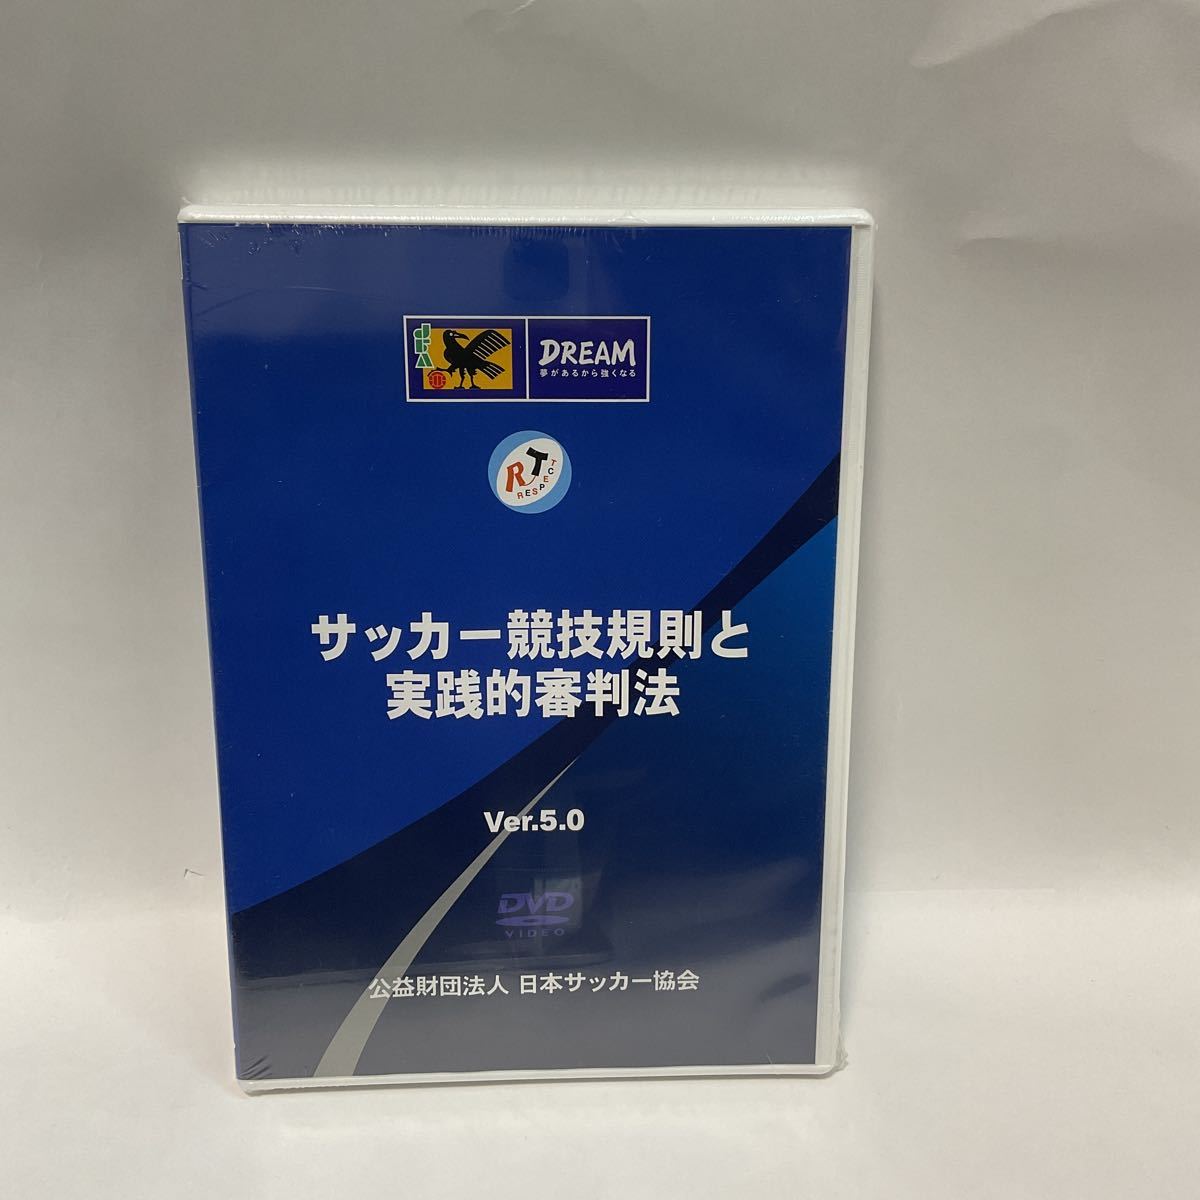 JFA
DREAM
夢があるから強くなる
RT
RESPECT
サッカー競技規則と
実践的審判法
Ver.5.0
DVD
VIDEO
公益財団法人 日本サッカー協会